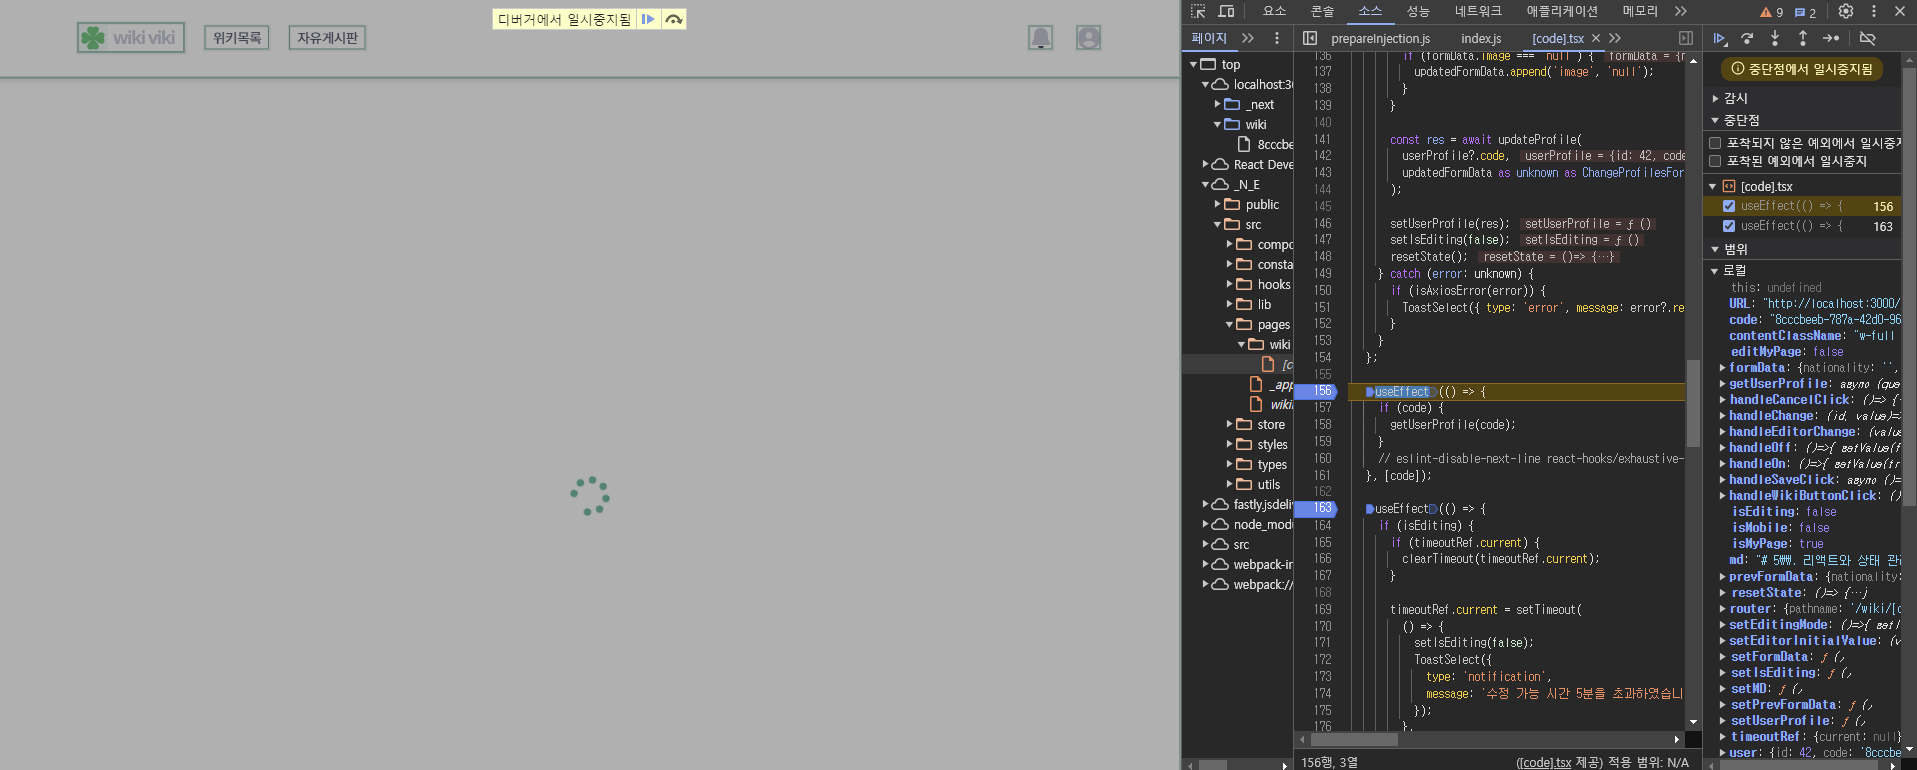 디버거에서 일시중지됨
wiki viki
위키목록
자유게시판
요소 콘솔 소스 성능 네트워크 애플리케이션 메모리 9 2
페이지
prepareInjection.js index.js [code].tsx
top
localhost:30
_next
wiki
8cccbe
React Deve
_N_E
public
src
compo
consta
hooks
lib
pages
wiki
[c
_app
wikil
store
styles
types
utils
fastly.jsdeli
node_mod
src
webpack-in
webpack://
136 if (formData.image === 'null') { formData = {n
137 updatedFormData.append('image', 'null');
138 }
139 }
140
141 const res = await updateProfile(
142 userProfile?.code, userProfile = {id: 42, code
143 updatedFormData as unknown as ChangeProfilesFor
144 );
145
146 setUserProfile(res); setUserProfile = ƒ ()
147 setIsEditing(false); setIsEditing = ƒ ()
148 resetState(); resetState = ()=> {…}
149 } catch (error: unknown) {
150 if (isAxiosError(error)) {
151 ToastSelect({ type: 'error', message: error?.re
152 }
153 }
154 };
155
156 useEffect(() => {
157 if (code) {
158 getUserProfile(code);
159 }
160 // eslint-disable-next-line react-hooks/exhaustive-
161 }, [code]);
162
163 useEffect(() => {
164 if (isEditing) {
165 if (timeoutRef.current) {
166 clearTimeout(timeoutRef.current);
167 }
168
169 timeoutRef.current = setTimeout(
170 () => {
171 setIsEditing(false);
172 ToastSelect({
173 type: 'notification',
174 message: '수정 가능 시간 5분을 초과하였습니
175 });
176 },
156행, 3열
([code].tsx 제공) 적용 범위: N/A
중단점에서 일시중지됨
감시
중단점
포착되지 않은 예외에서 일시중지
포착된 예외에서 일시중지
[code].tsx
useEffect(() => { 156
useEffect(() => { 163
범위
로컬
this: undefined
URL: "http://localhost:3000/
code: "8cccbeeb-787a-42d0-96
contentClassName: "w-full
editMyPage: false
formData: {nationality: '',
getUserProfile: async (que
handleCancelClick: ()=> {
handleChange: (id, value)=>
handleEditorChange: (value
handleOff: ()=>{ setValue(f
handleOn: ()=>{ setValue(tr
handleSaveClick: async ()=
handleWikiButtonClick: ()
isEditing: false
isMobile: false
isMyPage: true
md: "# 5₩₩. 리액트와 상태 관리
prevFormData: {nationality:
resetState: ()=> {…}
router: {pathname: '/wiki/[c
setEditingMode: ()=>{ setI
setEditorInitialValue: (v
setFormData: ƒ (,
setIsEditing: ƒ (,
setMD: ƒ (,
setPrevFormData: ƒ (,
setUserProfile: ƒ (,
timeoutRef: {current: null}
user: {id: 42, code: '8cccbe